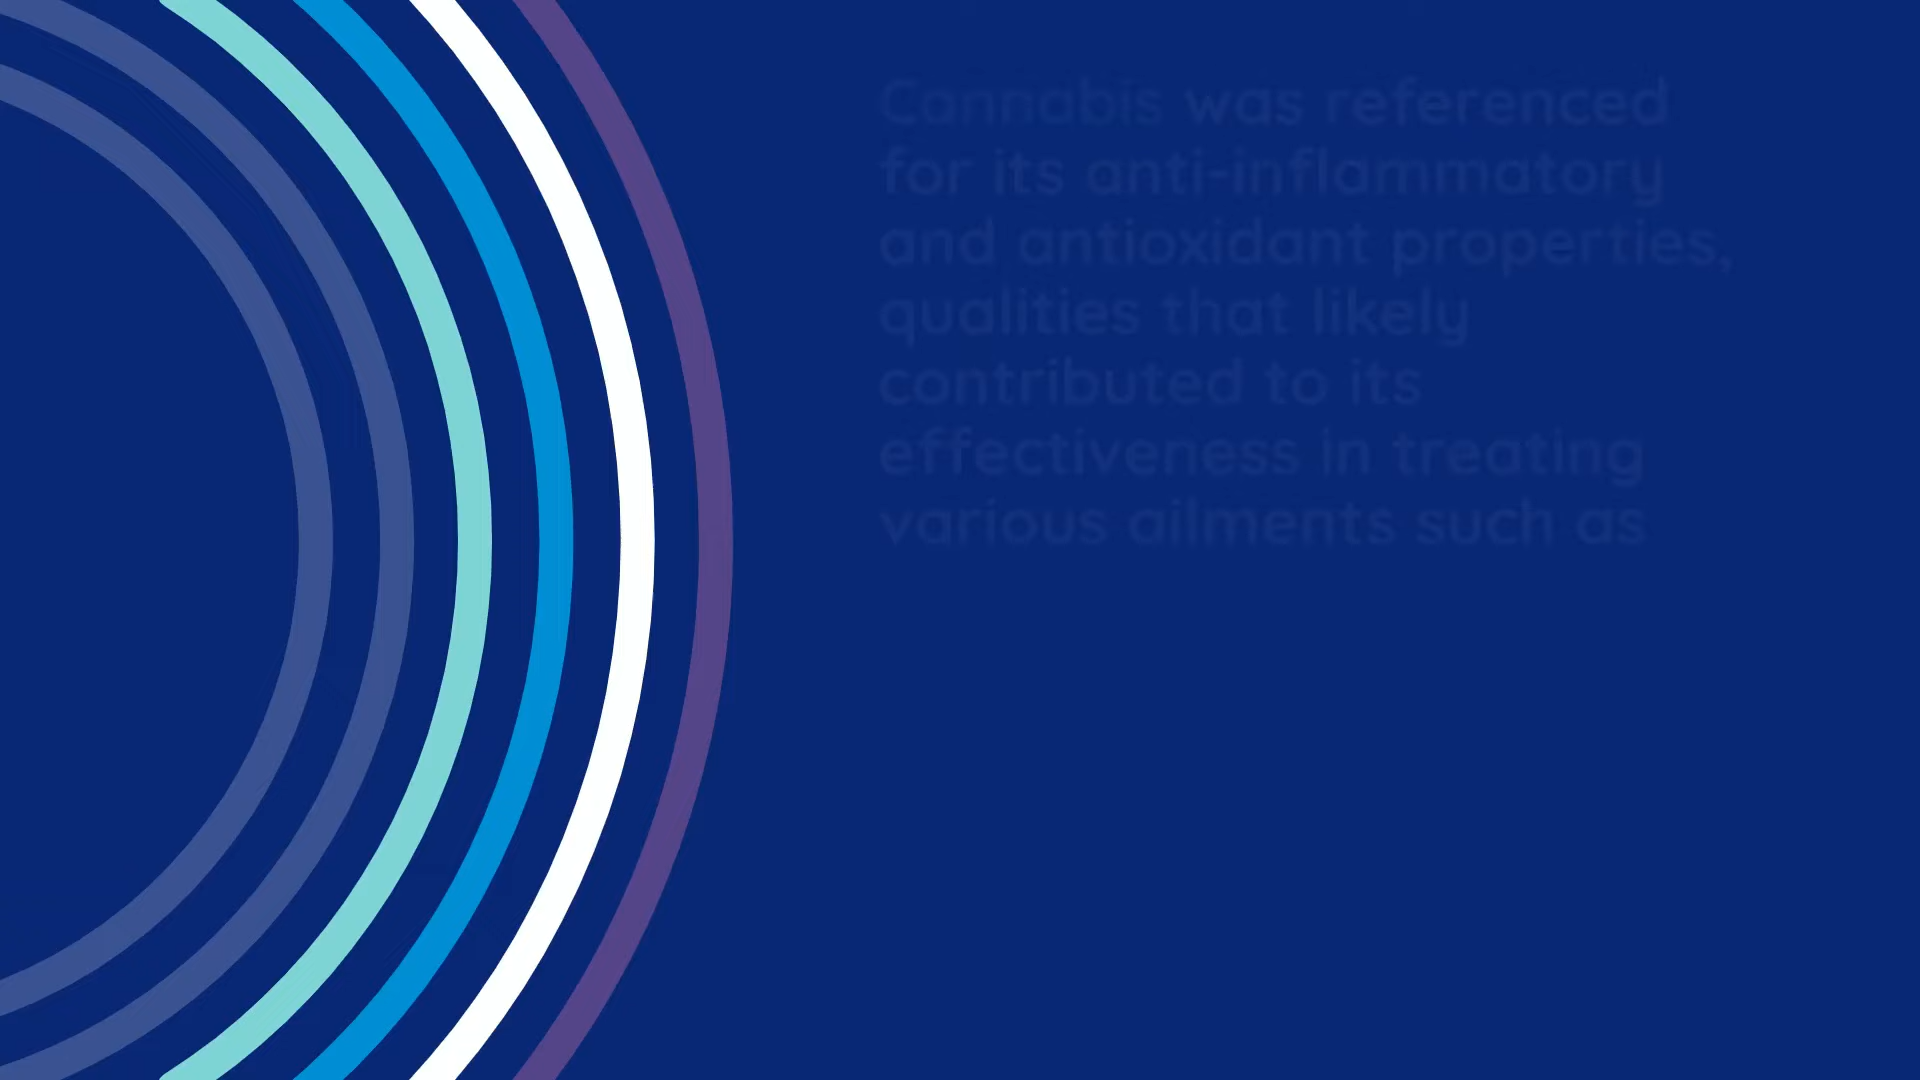 Cannabis was referenced
for its anti-inflammatory
and antioxidant properties,
qualities that likely
contributed to its
effectiveness in treating
various ailments such as